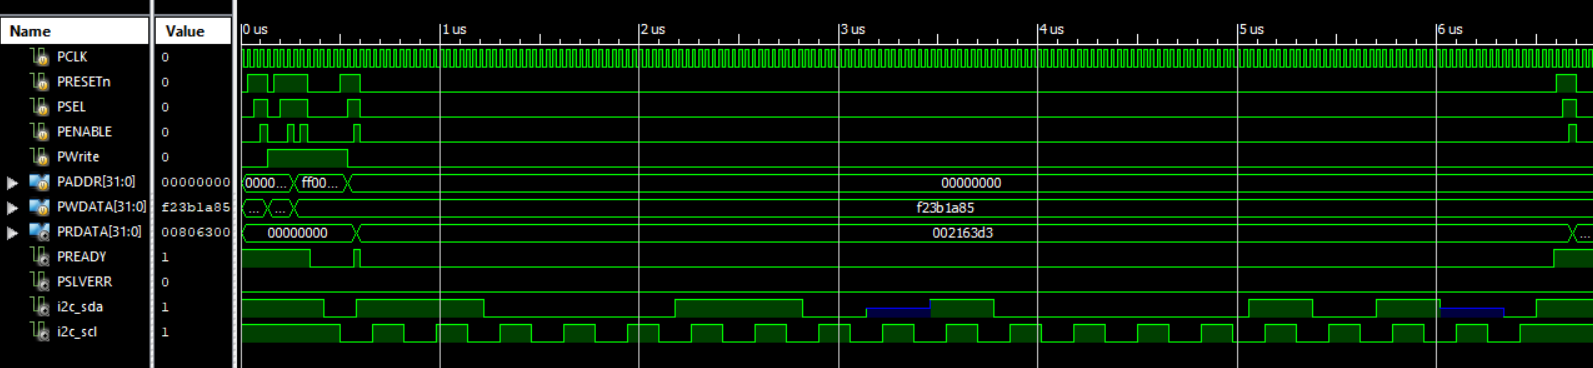 Name Value 0 us 1 us 2 us 3 us 4 us 5 us 6 us
PCLK 0
PRESETn 0
PSEL 0
PENABLE 0
PWrite 0
PADDR[31:0] 00000000 0000... ff00... 00000000
PWDATA[31:0] f23b1a85 ... ... f23b1a85
PRDATA[31:0] 00806300 00000000 002163d3 ...
PREADY 1
PSLVERR 0
i2c_sda 1
i2c_scl 1